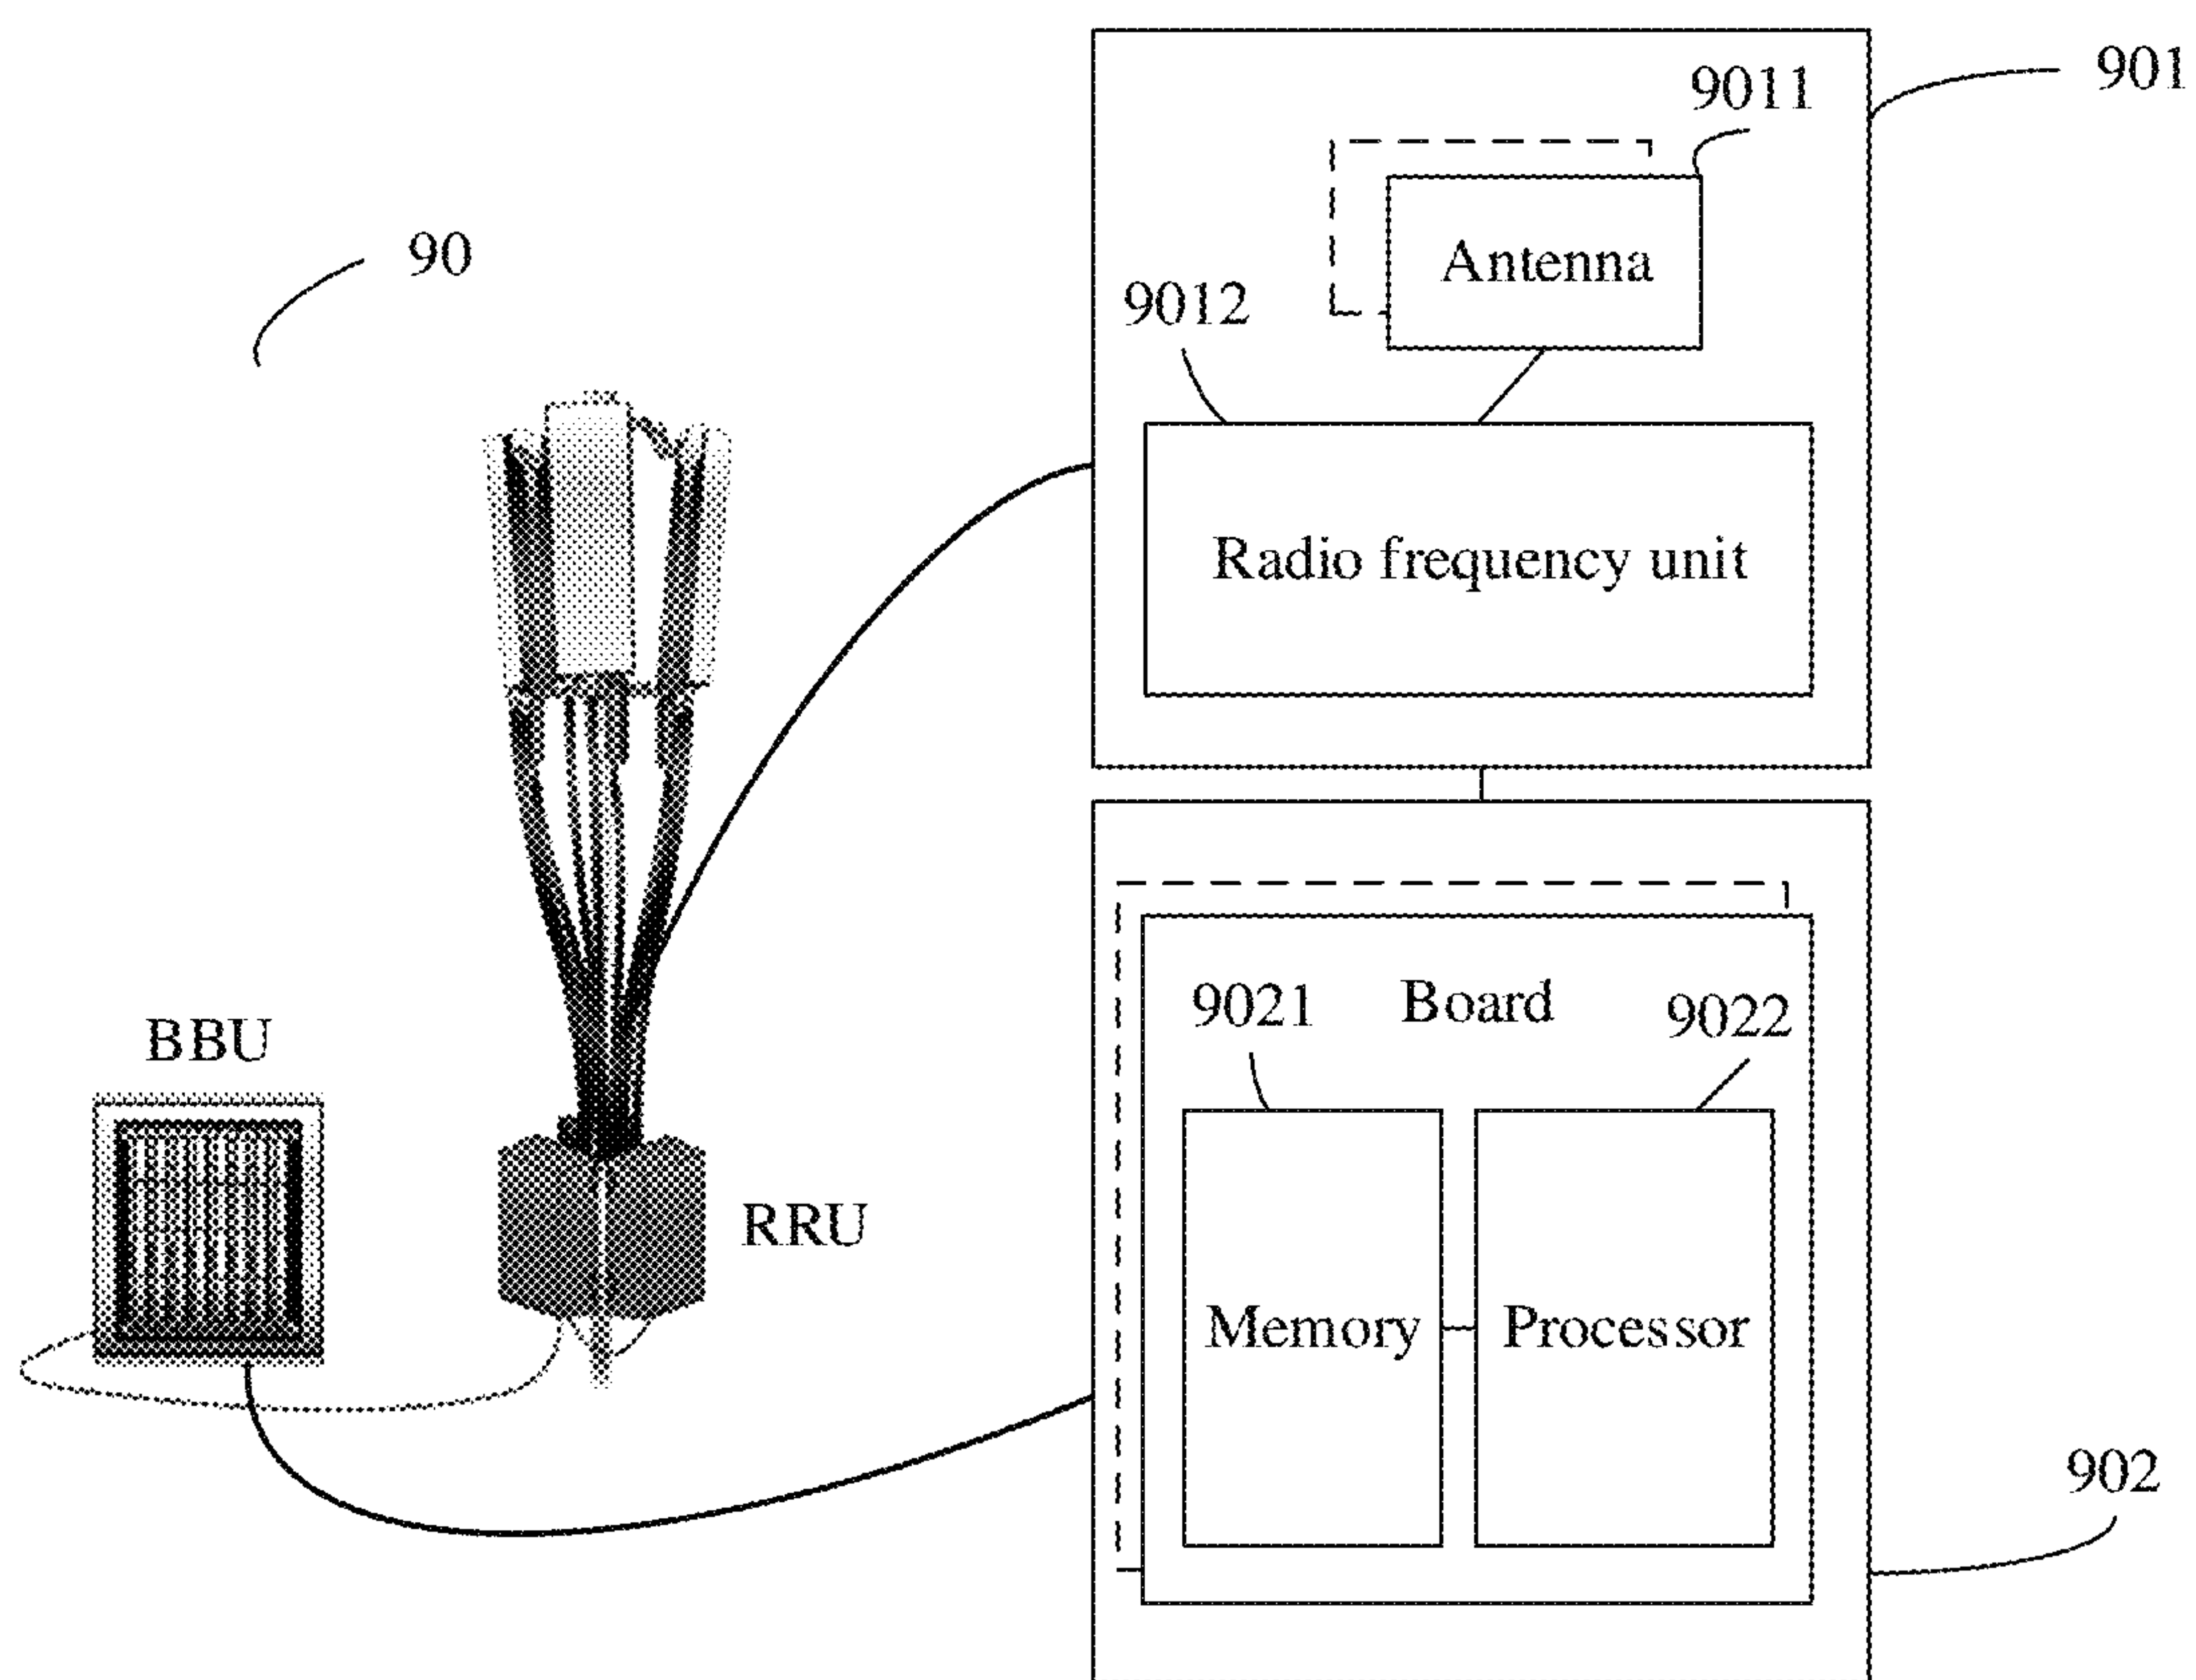 901
9011
90
Antenna
9012
Radio frequency unit
9021
Board
9022
BBU
RRU
Memory
Processor
902